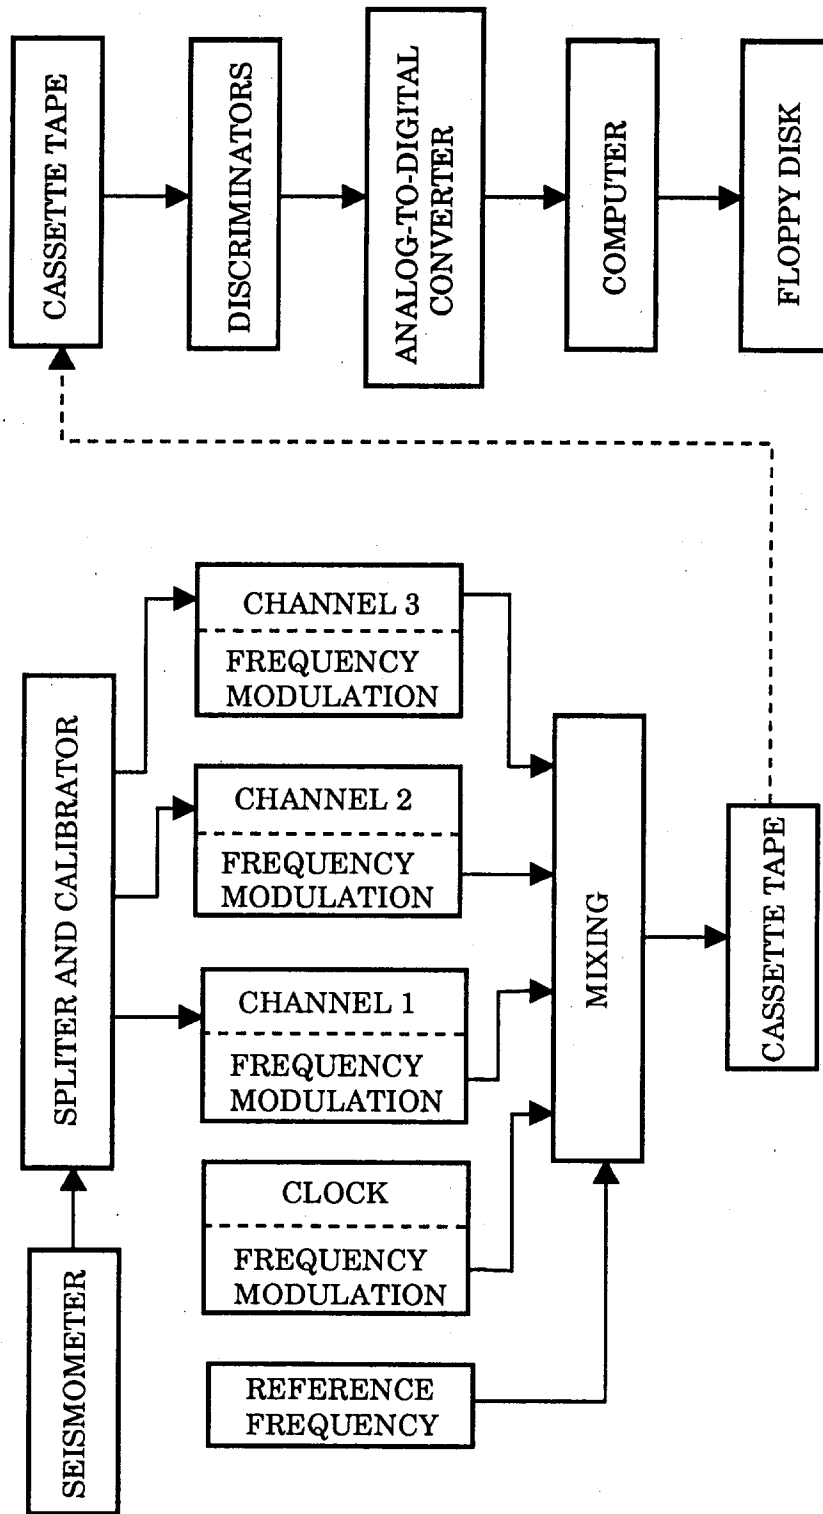 SEISMOMETER
SPLITER AND CALIBRATOR
CHANNEL 3
FREQUENCY
MODULATION
CHANNEL 2
FREQUENCY
MODULATION
CHANNEL 1
FREQUENCY
MODULATION
CLOCK
FREQUENCY
MODULATION
REFERENCE
FREQUENCY
MIXING
CASSETTE TAPE
CASSETTE TAPE
DISCRIMINATORS
ANALOG-TO-DIGITAL
CONVERTER
COMPUTER
FLOPPY DISK